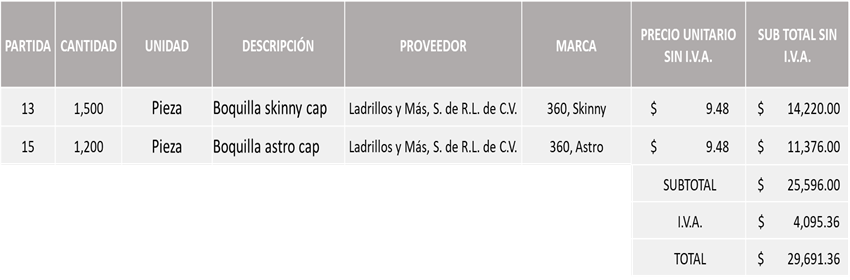 PARTIDA CANTIDAD UNIDAD DESCRIPCIÓN PROVEEDOR MARCA PRECIO UNITARIO SIN I.V.A. SUB TOTAL SIN I.V.A.
13 1,500 Pieza Boquilla skinny cap Ladrillos y Más, S. de R.L. de C.V. 360, Skinny $ 9.48 $ 14,220.00
15 1,200 Pieza Boquilla astro cap Ladrillos y Más, S. de R.L. de C.V. 360, Astro $ 9.48 $ 11,376.00
SUBTOTAL $ 25,596.00
I.V.A. $ 4,095.36
TOTAL $ 29,691.36